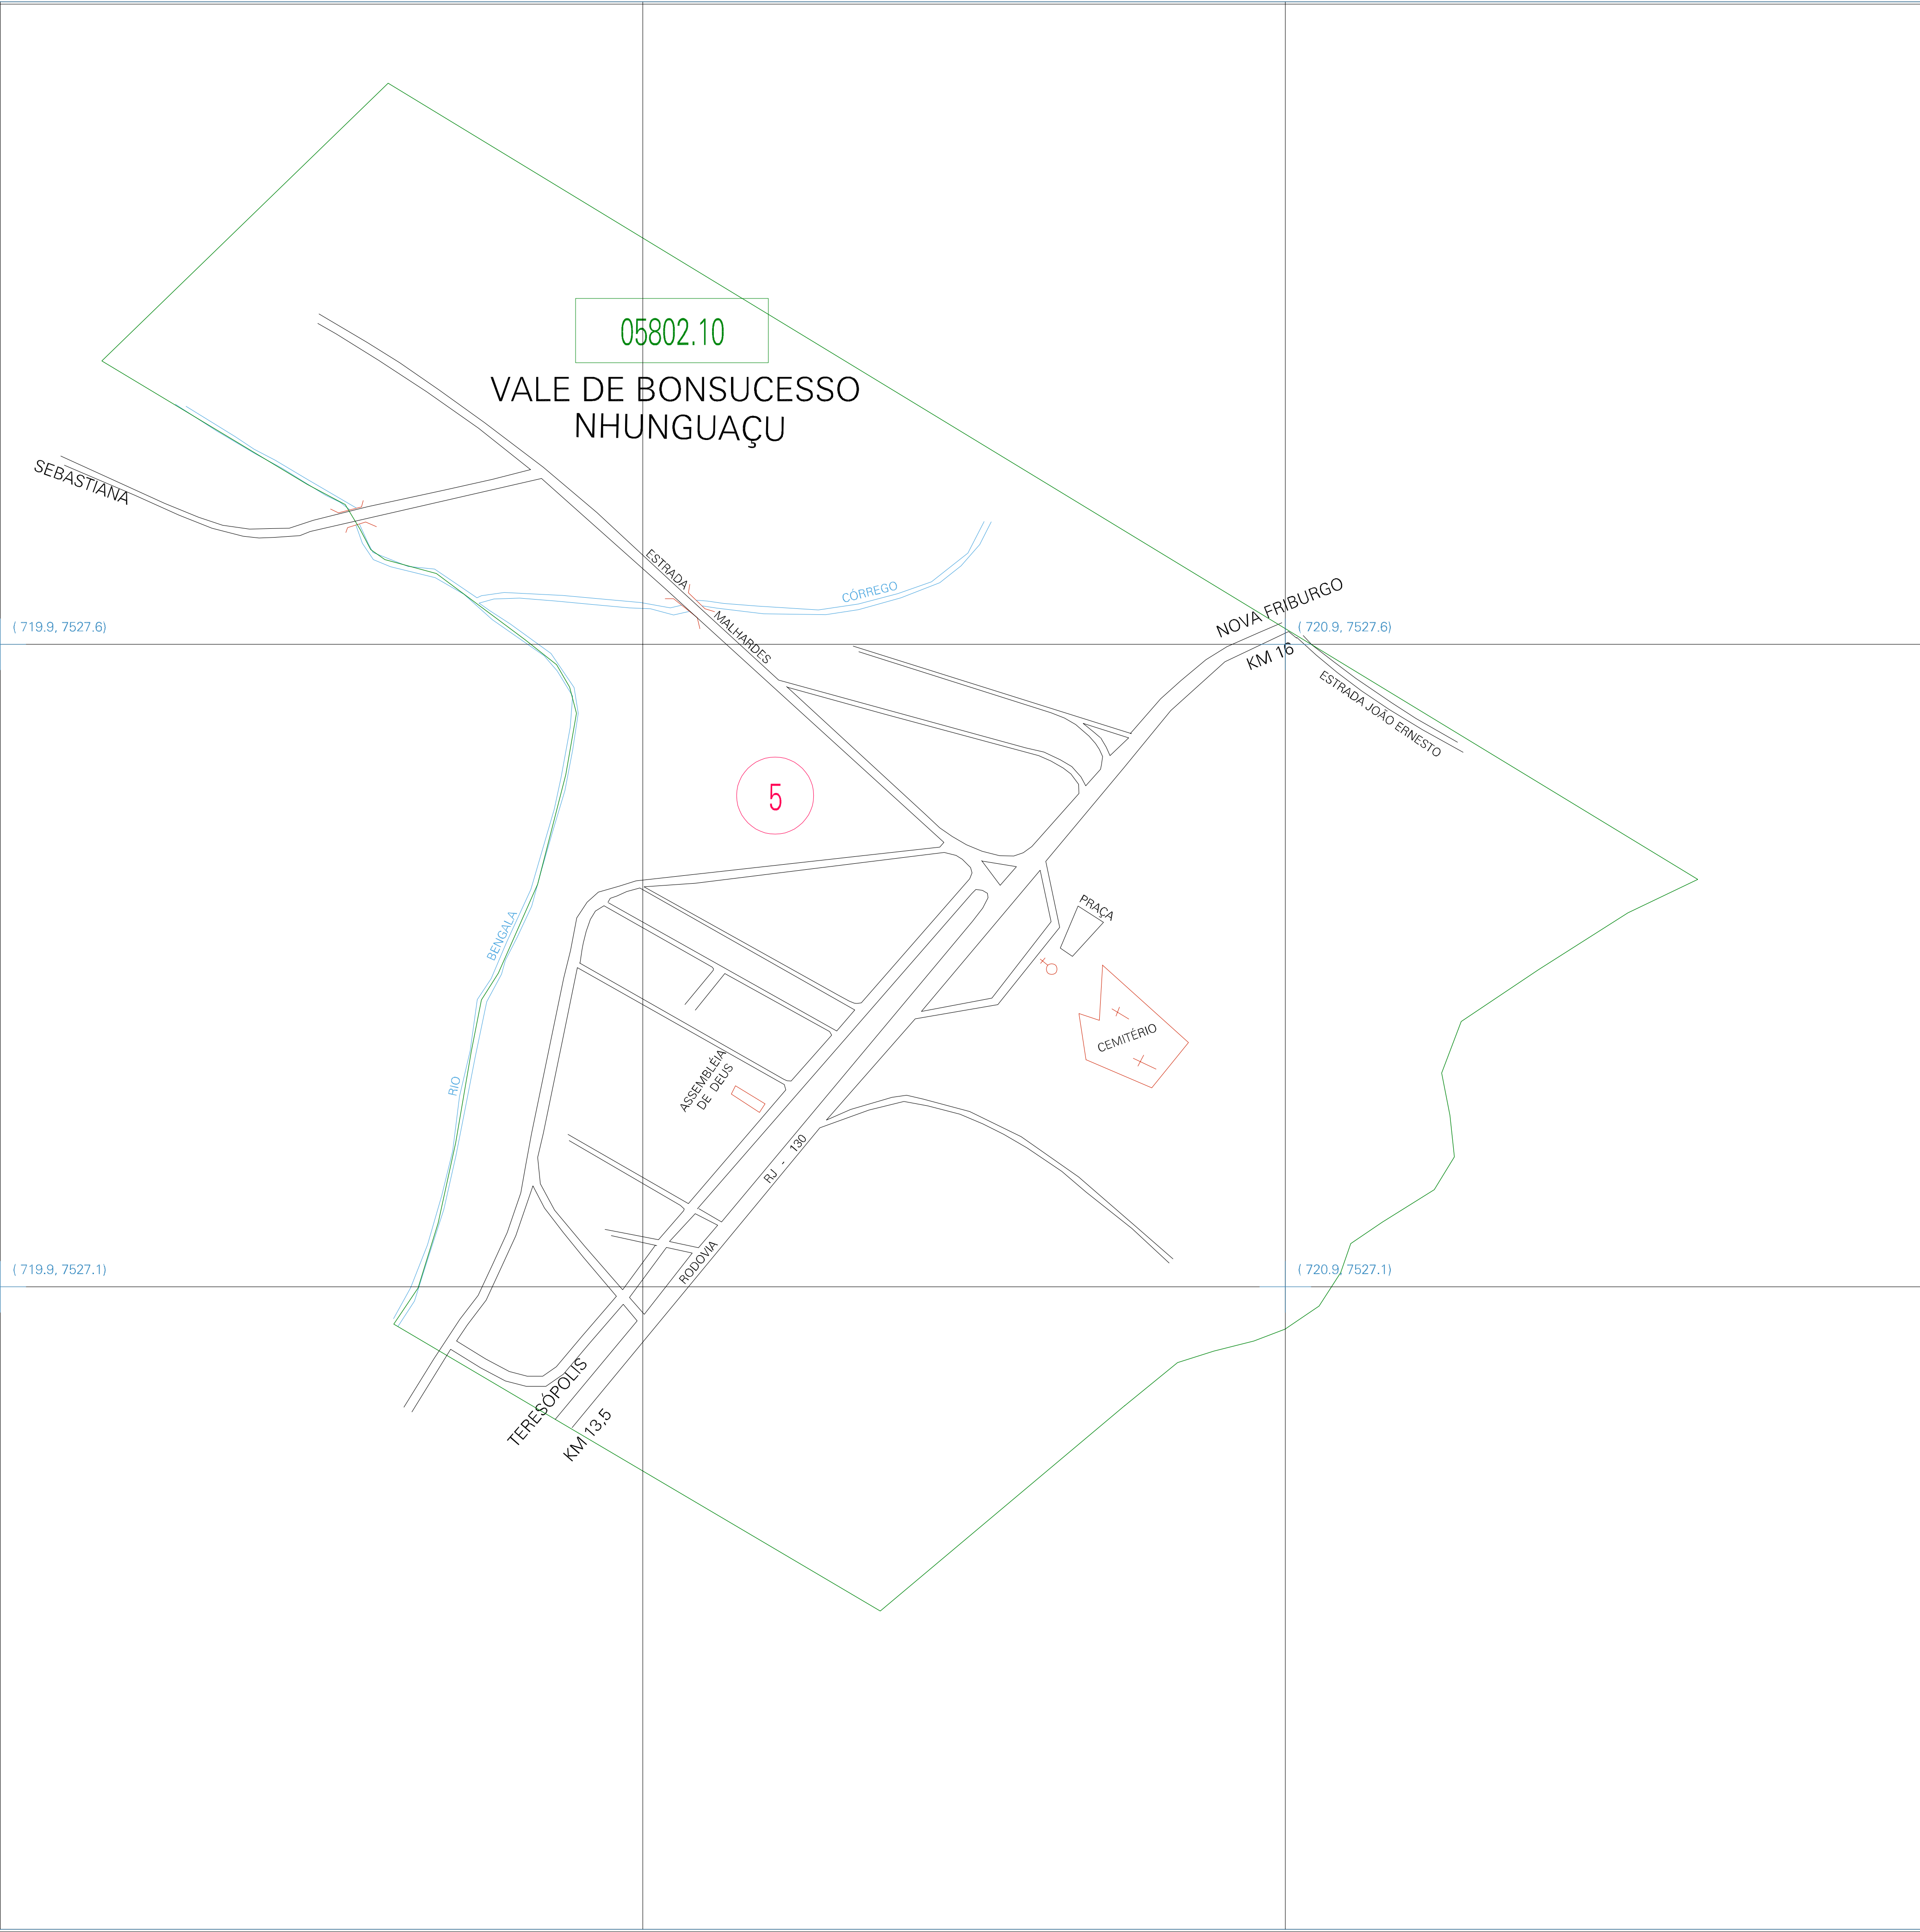 05802.10
VALE DE BONSUCESSO
NHUNGUAÇU
SEBASTIANA
ESTRADA
MALHARDES
CÓRREGO
NOVA FRIBURGO
KM 16
( 719.9, 7527.6)
( 720.9, 7527.6)
ESTRADA JOÃO ERNESTO
5
PRAÇA
BENGALA
RIO
CEMITÉRIO
ASSEMBLÉIA
DE DEUS
RJ - 130
RODOVIA
( 719.9, 7527.1)
( 720.9, 7527.1)
TERESÓPOLIS
KM 13,5